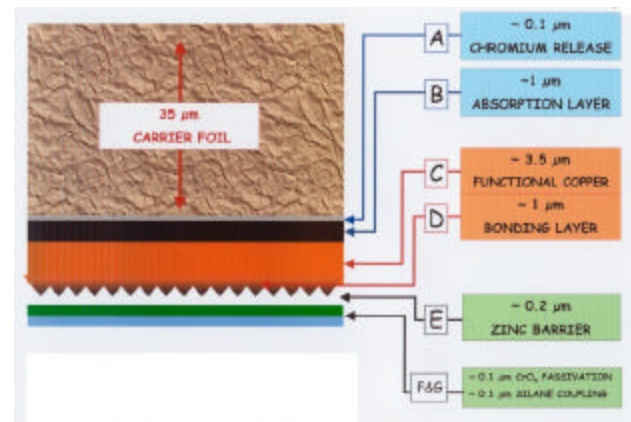 35 µm
CARRIER FOIL
A
~ 0.1 µm
CHROMIUM RELEASE
B
~1 µm
ABSORPTION LAYER
C
~ 3.5 µm
FUNCTIONAL COPPER
D
~ 1 µm
BONDING LAYER
E
~ 0.2 µm
ZINC BARRIER
F&G
~ 0.1 µm CrOx PASSIVATION
~ 0.1 µm SILANE COUPLING